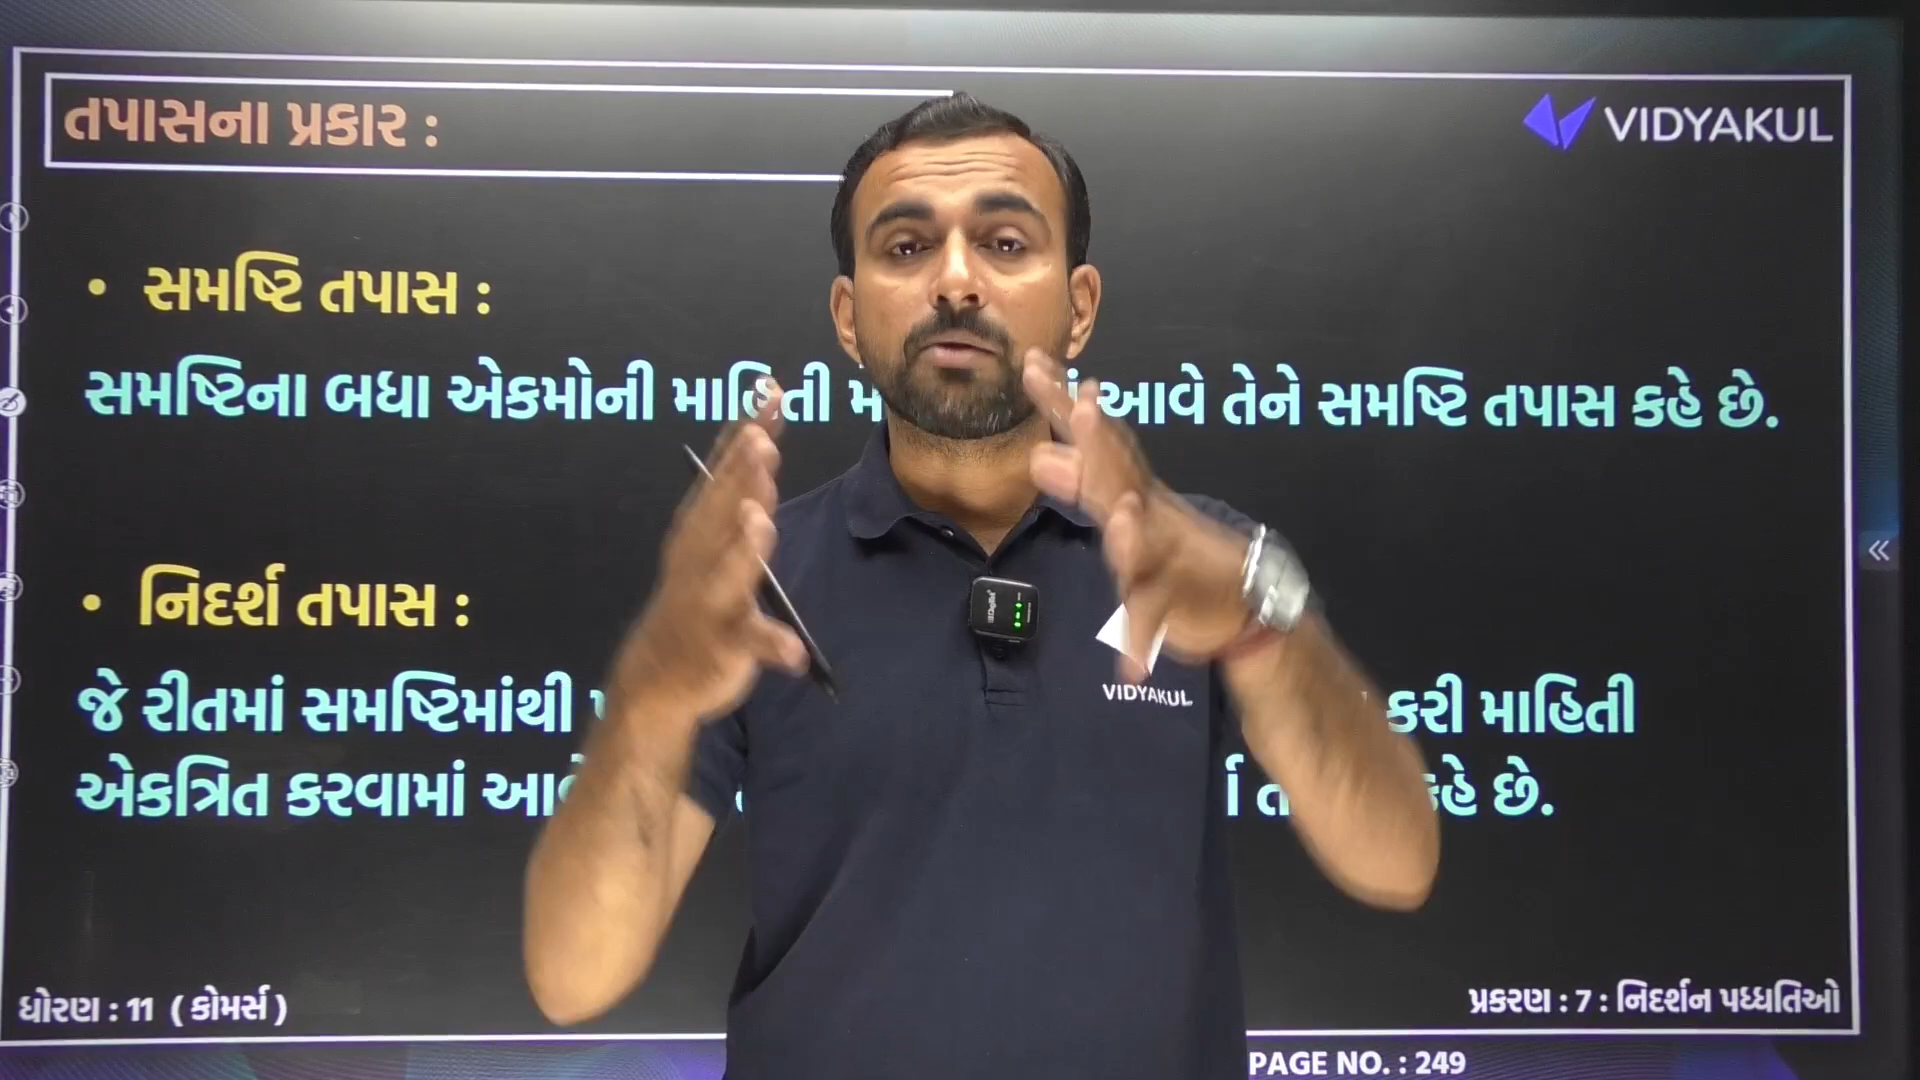 તપાસના પ્રકાર :
VIDYAKUL
• સમષ્ટિ તપાસ :
સમષ્ટિના બધા એકમોની માહિતી આવે તેને સમષ્ટિ તપાસ કહે છે.
• નિદર્શ તપાસ :
જે રીતમાં સમષ્ટિમાંથી કરી માહિતી
એકત્રિત કરવામાં કહે છે.
VIDYAKUL
ધોરણ : 11 ( કોમર્સ )
પ્રકરણ : 7 : નિદર્શન પધ્ધતિઓ
PAGE NO. : 249